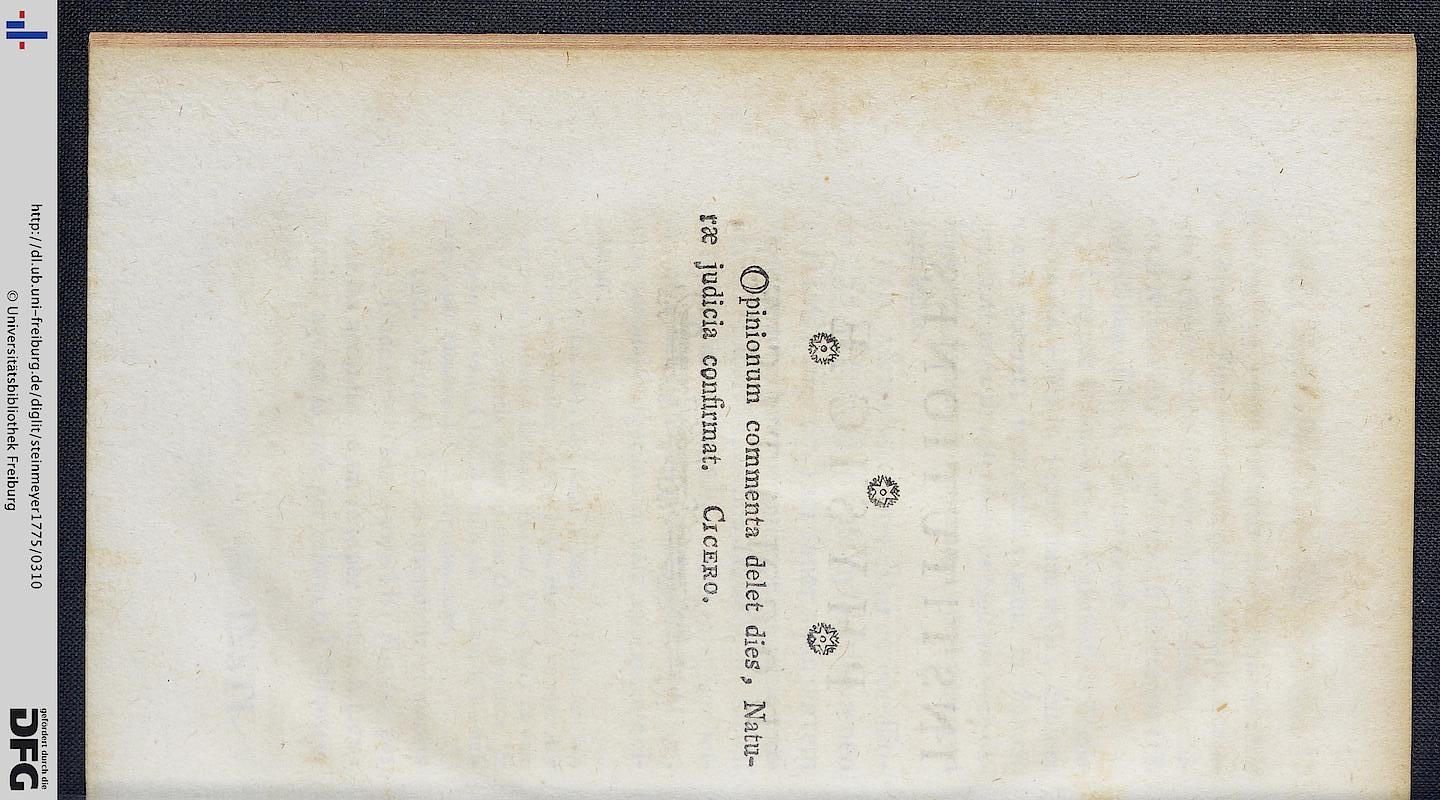 Opinionum commenta delet dies, Natu-
ræ judicia confirmat. CICERO.
http://dl.ub.uni-freiburg.de/diglit/steinmeyer1775/0310
© Universitätsbibliothek Freiburg
gefördert durch die
DFG